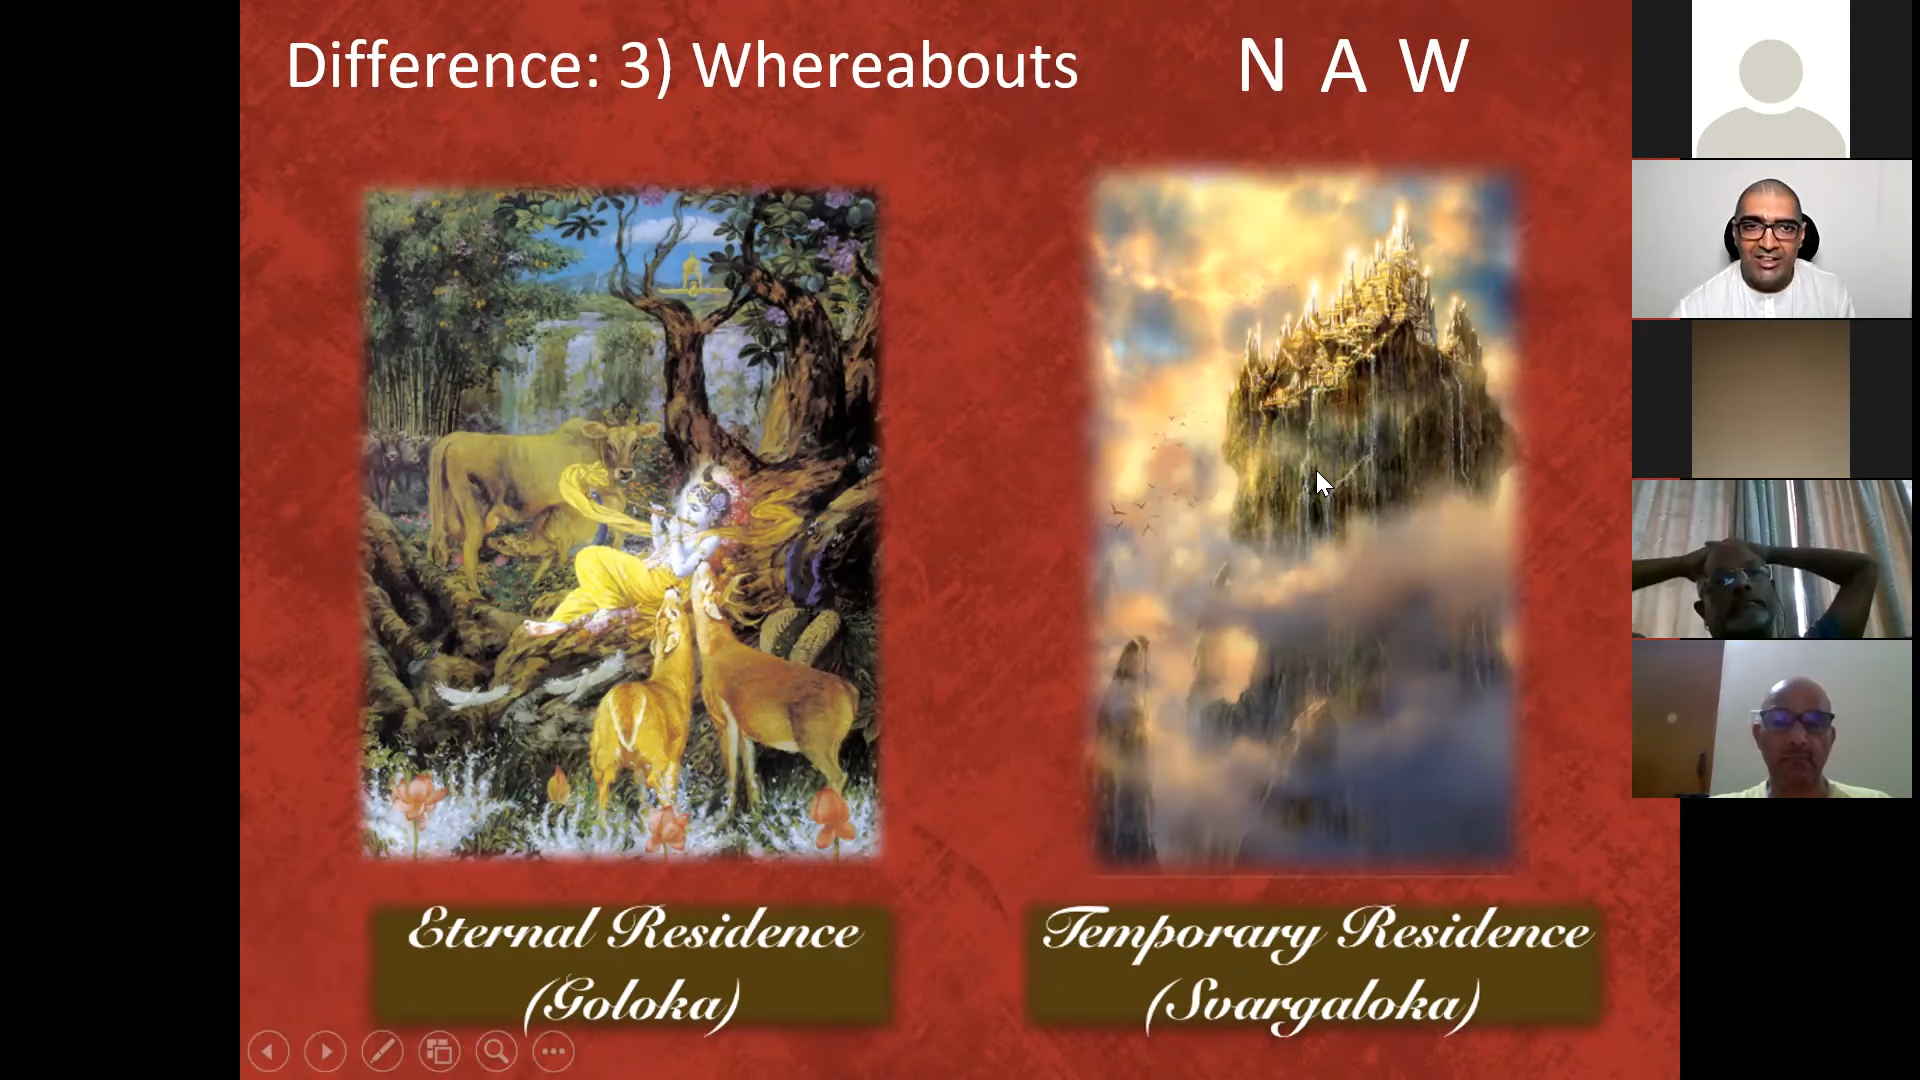 Difference: 3) Whereabouts
N A W
Eternal Residence
(Goloka)
Temporary Residence
(Svargaloka)